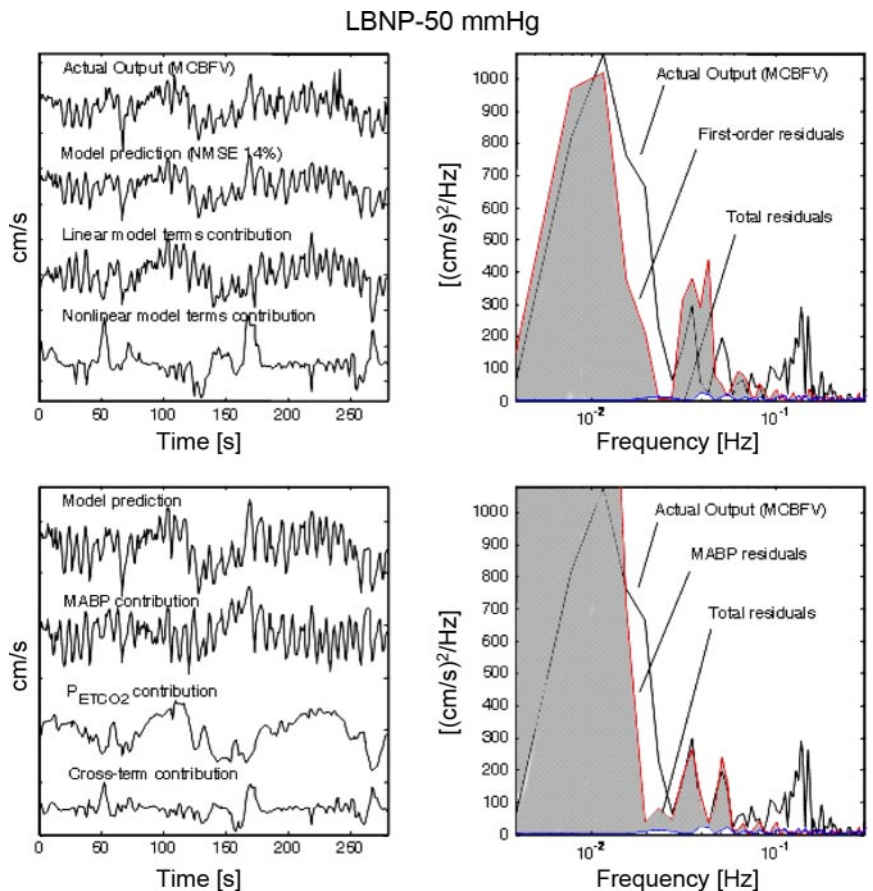 LBNP-50 mmHg
Actual Output (MCBFV)
Model prediction (NMSE 14%)
Linear model terms contribution
Nonlinear model terms contribution
cm/s
0 50 100 150 200 250
Time [s]
1000
900
800
700
600
500
400
300
200
100
0
[(cm/s)²/Hz]
Actual Output (MCBFV)
First-order residuals
Total residuals
10⁻² 10⁻¹
Frequency [Hz]
Model prediction
MABP contribution
PETCO2 contribution
Cross-term contribution
cm/s
0 50 100 150 200 250
Time [s]
1000
900
800
700
600
500
400
300
200
100
0
[(cm/s)²/Hz]
Actual Output (MCBFV)
MABP residuals
Total residuals
10⁻² 10⁻¹
Frequency [Hz]